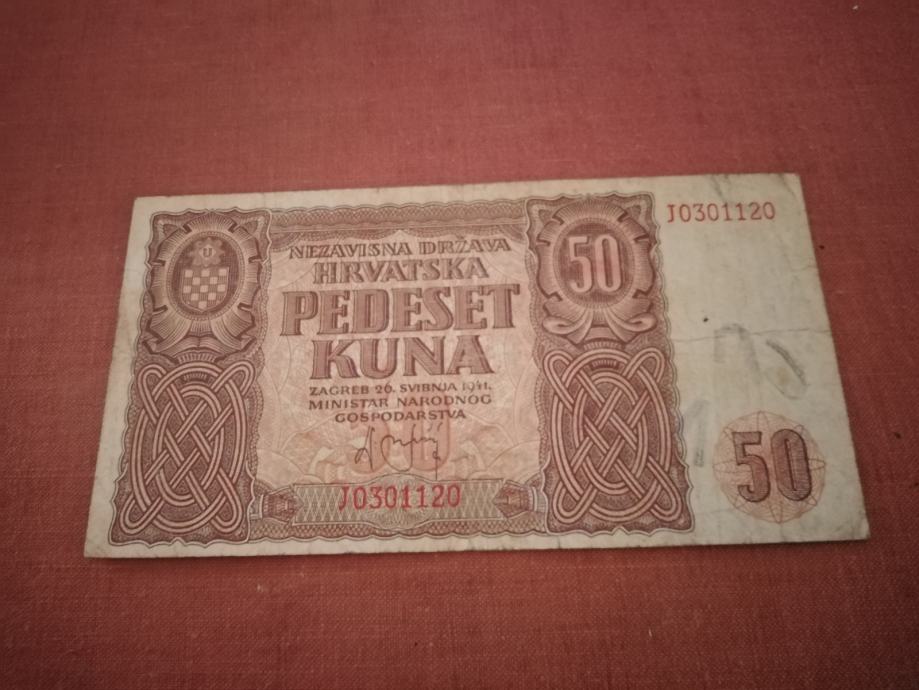 J0301120
U
50
NEZAVISNA DRŽAVA
HRVATSKA
PEDESET
KUNA
ZAGREB 26. SVIBNJA 1941.
MINISTAR NARODNOG
GOSPODARSTVA
J0301120
50